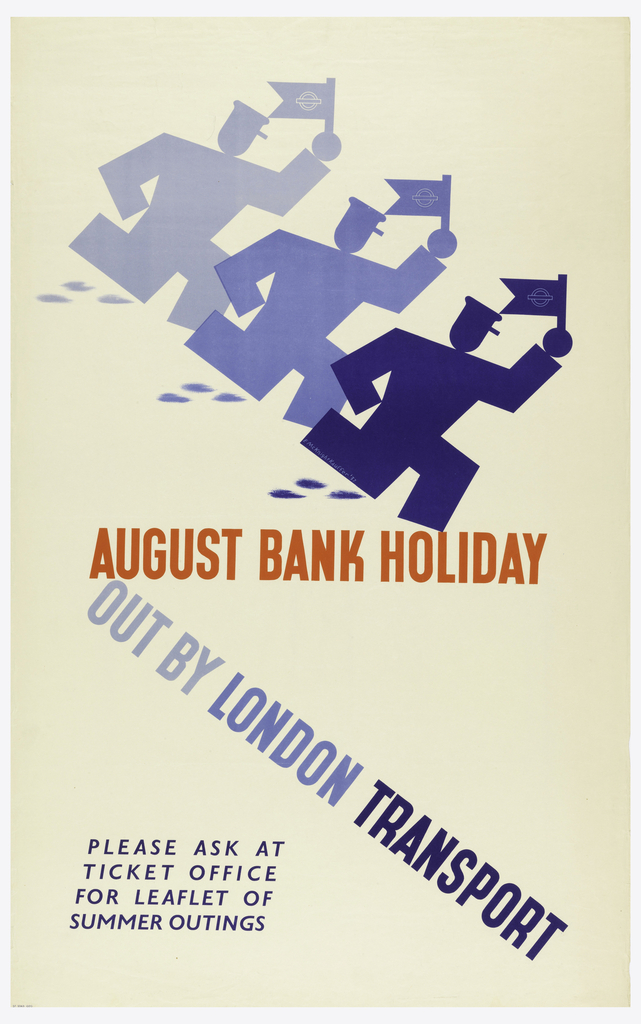 AUGUST BANK HOLIDAY
OUT BY LONDON TRANSPORT
PLEASE ASK AT
TICKET OFFICE
FOR LEAFLET OF
SUMMER OUTINGS